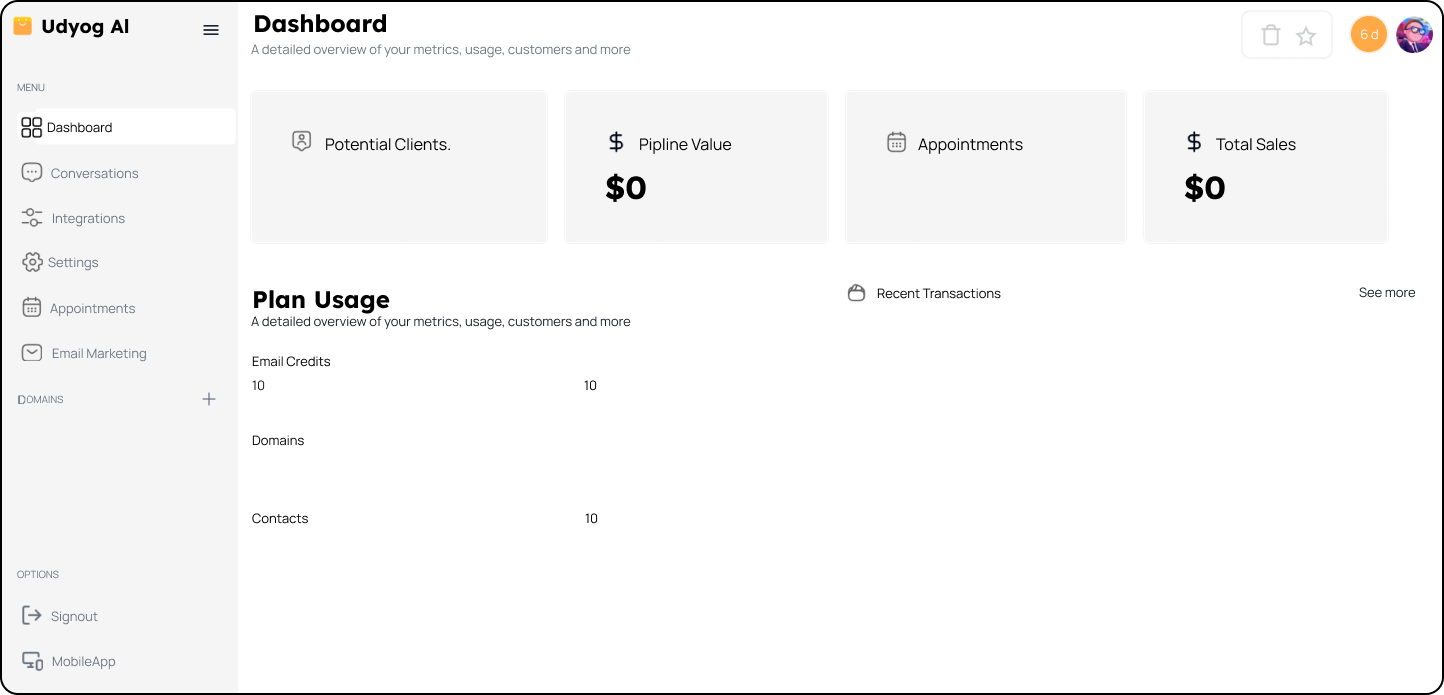 Udyog AI
MENU
Dashboard
Conversations
Integrations
Settings
Appointments
Email Marketing
DOMAINS
OPTIONS
Signout
MobileApp
Dashboard
A detailed overview of your metrics, usage, customers and more
6 d
Potential Clients.
$ Pipline Value
$0
Appointments
$ Total Sales
$0
Plan Usage
A detailed overview of your metrics, usage, customers and more
Email Credits
10 10
Domains
Contacts 10
Recent Transactions See more